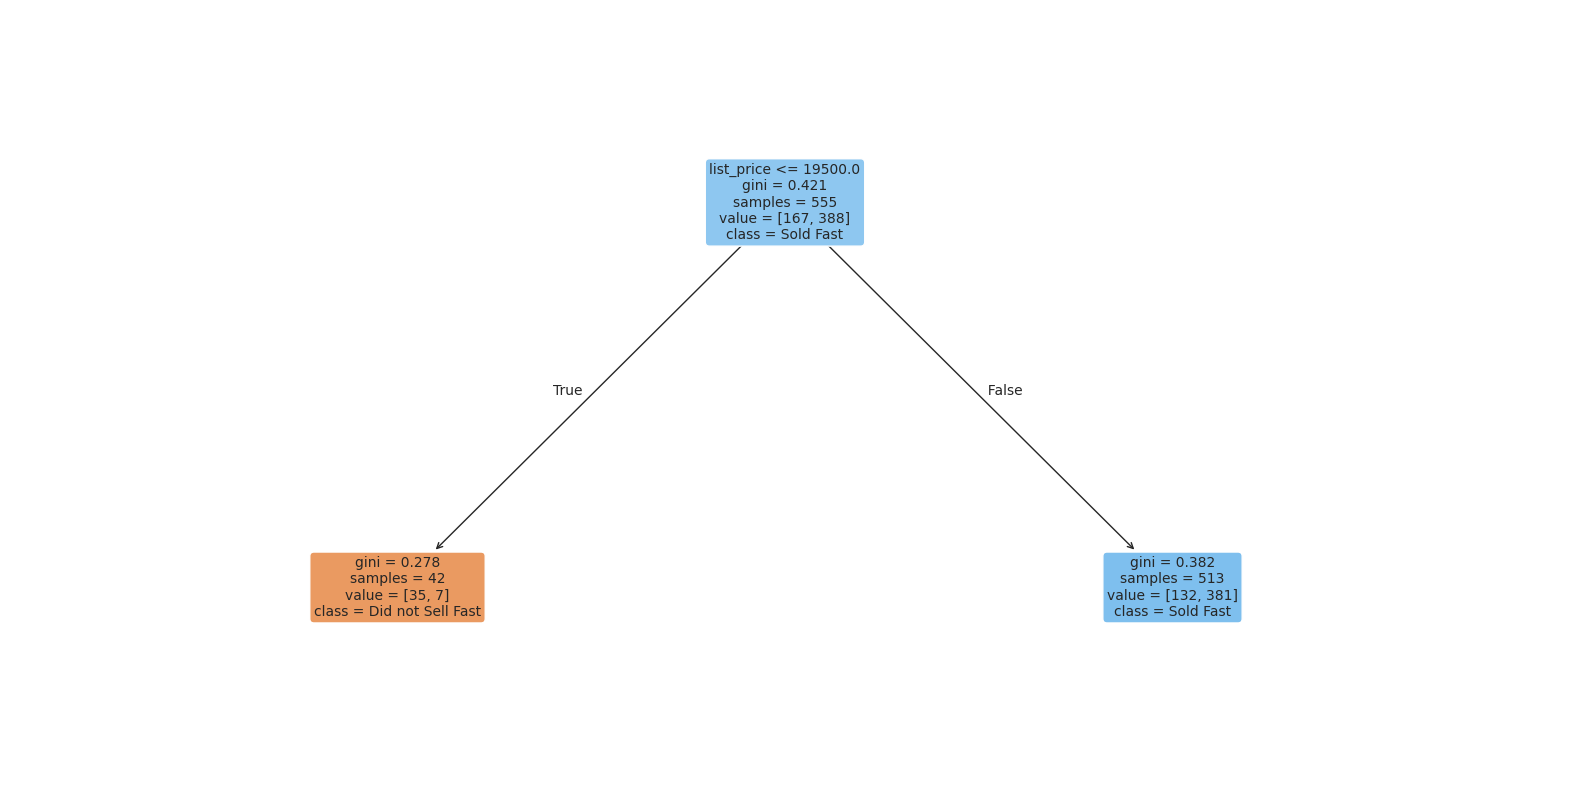 list_price <= 19500.0
gini = 0.421
samples = 555
value = [167, 388]
class = Sold Fast
True
False
gini = 0.278
samples = 42
value = [35, 7]
class = Did not Sell Fast
gini = 0.382
samples = 513
value = [132, 381]
class = Sold Fast